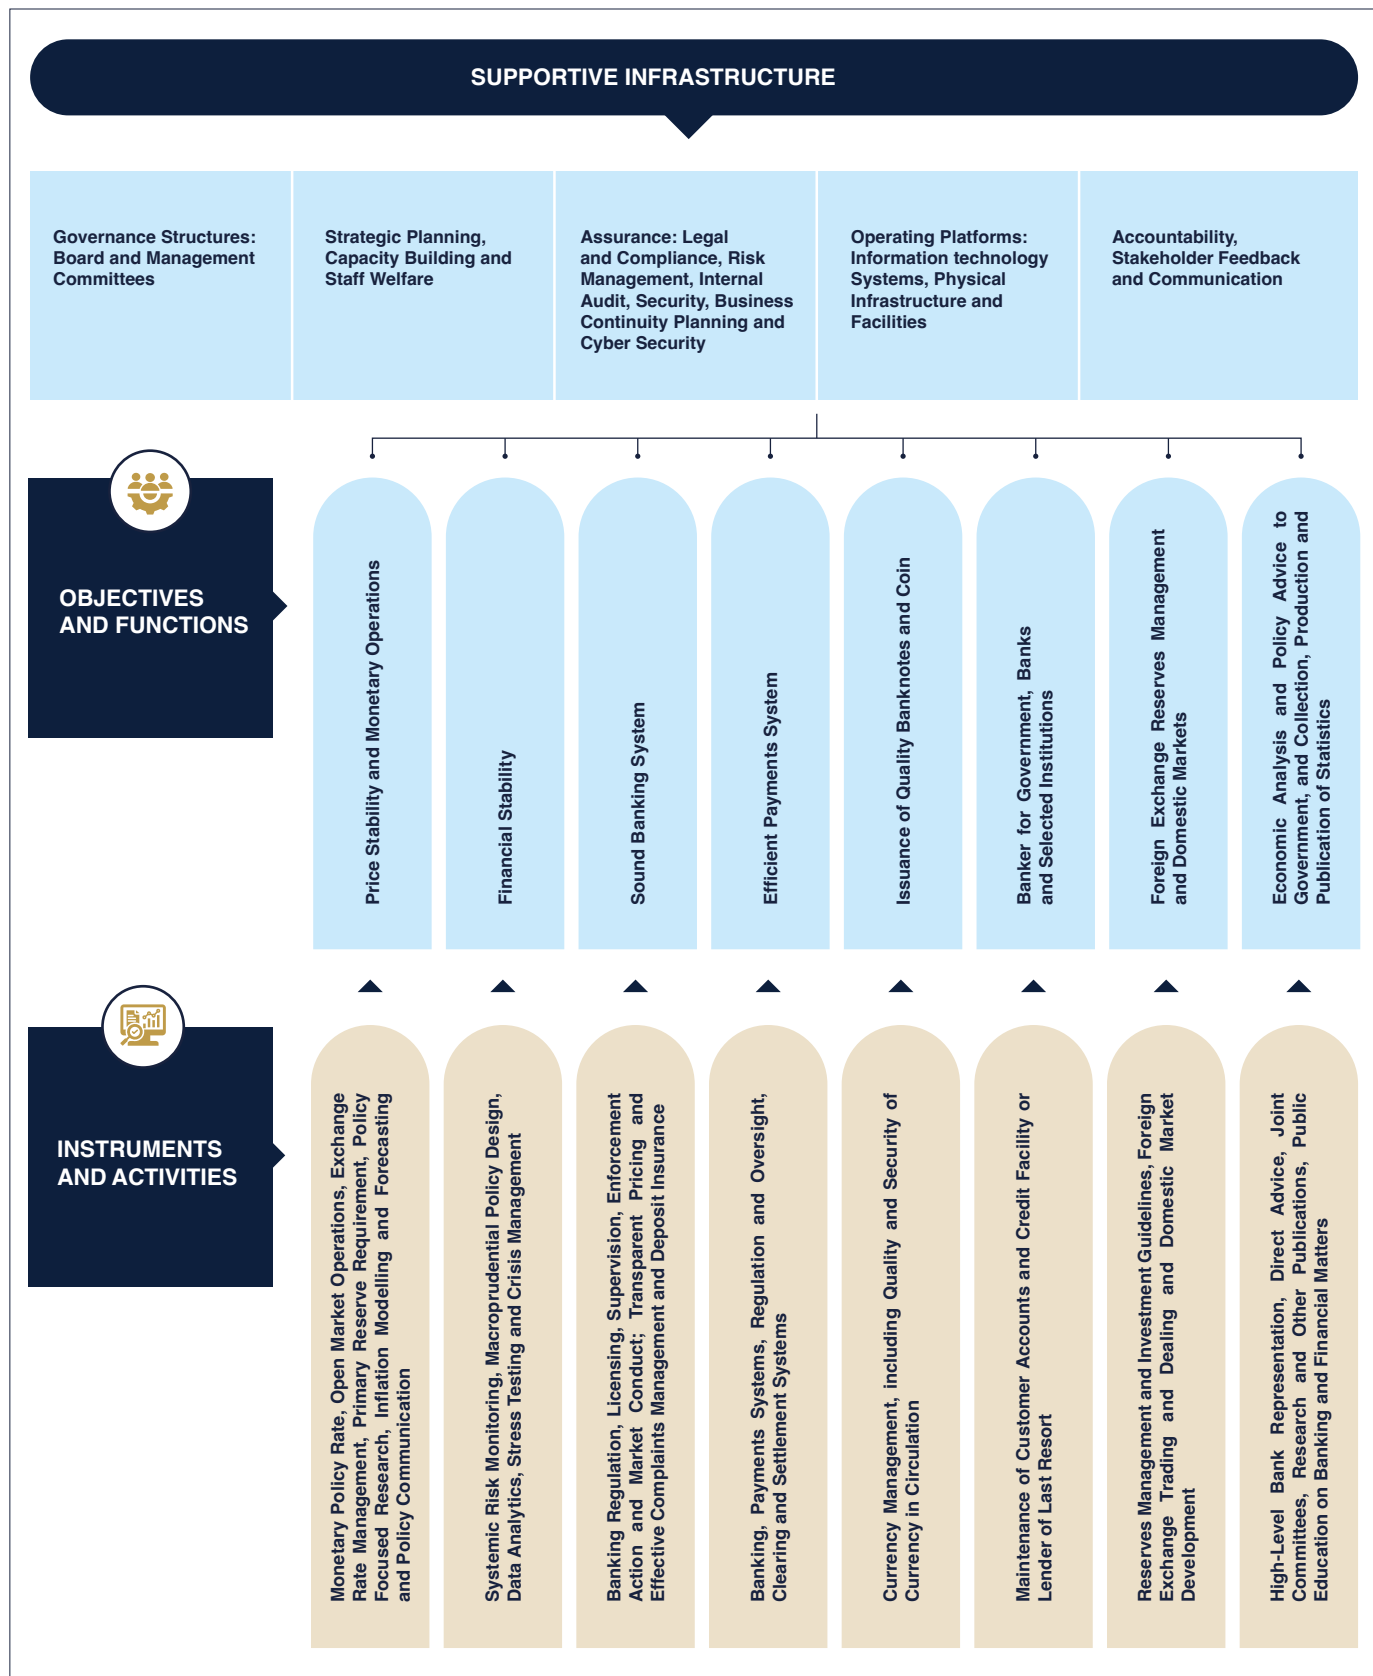 SUPPORTIVE INFRASTRUCTURE
Governance Structures:
Board and Management
Committees
Strategic Planning,
Capacity Building and
Staff Welfare
Assurance: Legal
and Compliance, Risk
Management, Internal
Audit, Security, Business
Continuity Planning and
Cyber Security
Operating Platforms:
Information technology
Systems, Physical
Infrastructure and
Facilities
Accountability,
Stakeholder Feedback
and Communication
OBJECTIVES
AND FUNCTIONS
Price Stability and Monetary Operations
Financial Stability
Sound Banking System
Efficient Payments System
Issuance of Quality Banknotes and Coin
Banker for Government, Banks
and Selected Institutions
Foreign Exchange Reserves Management
and Domestic Markets
Economic Analysis and Policy Advice to
Government, and Collection, Production and
Publication of Statistics
INSTRUMENTS
AND ACTIVITIES
Monetary Policy Rate, Open Market Operations, Exchange
Rate Management, Primary Reserve Requirement, Policy
Focused Research, Inflation Modelling and Forecasting
and Policy Communication
Systemic Risk Monitoring, Macroprudential Policy Design,
Data Analytics, Stress Testing and Crisis Management
Banking Regulation, Licensing, Supervision, Enforcement
Action and Market Conduct; Transparent Pricing and
Effective Complaints Management and Deposit Insurance
Banking, Payments Systems, Regulation and Oversight,
Clearing and Settlement Systems
Currency Management, including Quality and Security of
Currency in Circulation
Maintenance of Customer Accounts and Credit Facility or
Lender of Last Resort
Reserves Management and Investment Guidelines, Foreign
Exchange Trading and Dealing and Domestic Market
Development
High-Level Bank Representation, Direct Advice, Joint
Committees, Research and Other Publications, Public
Education on Banking and Financial Matters